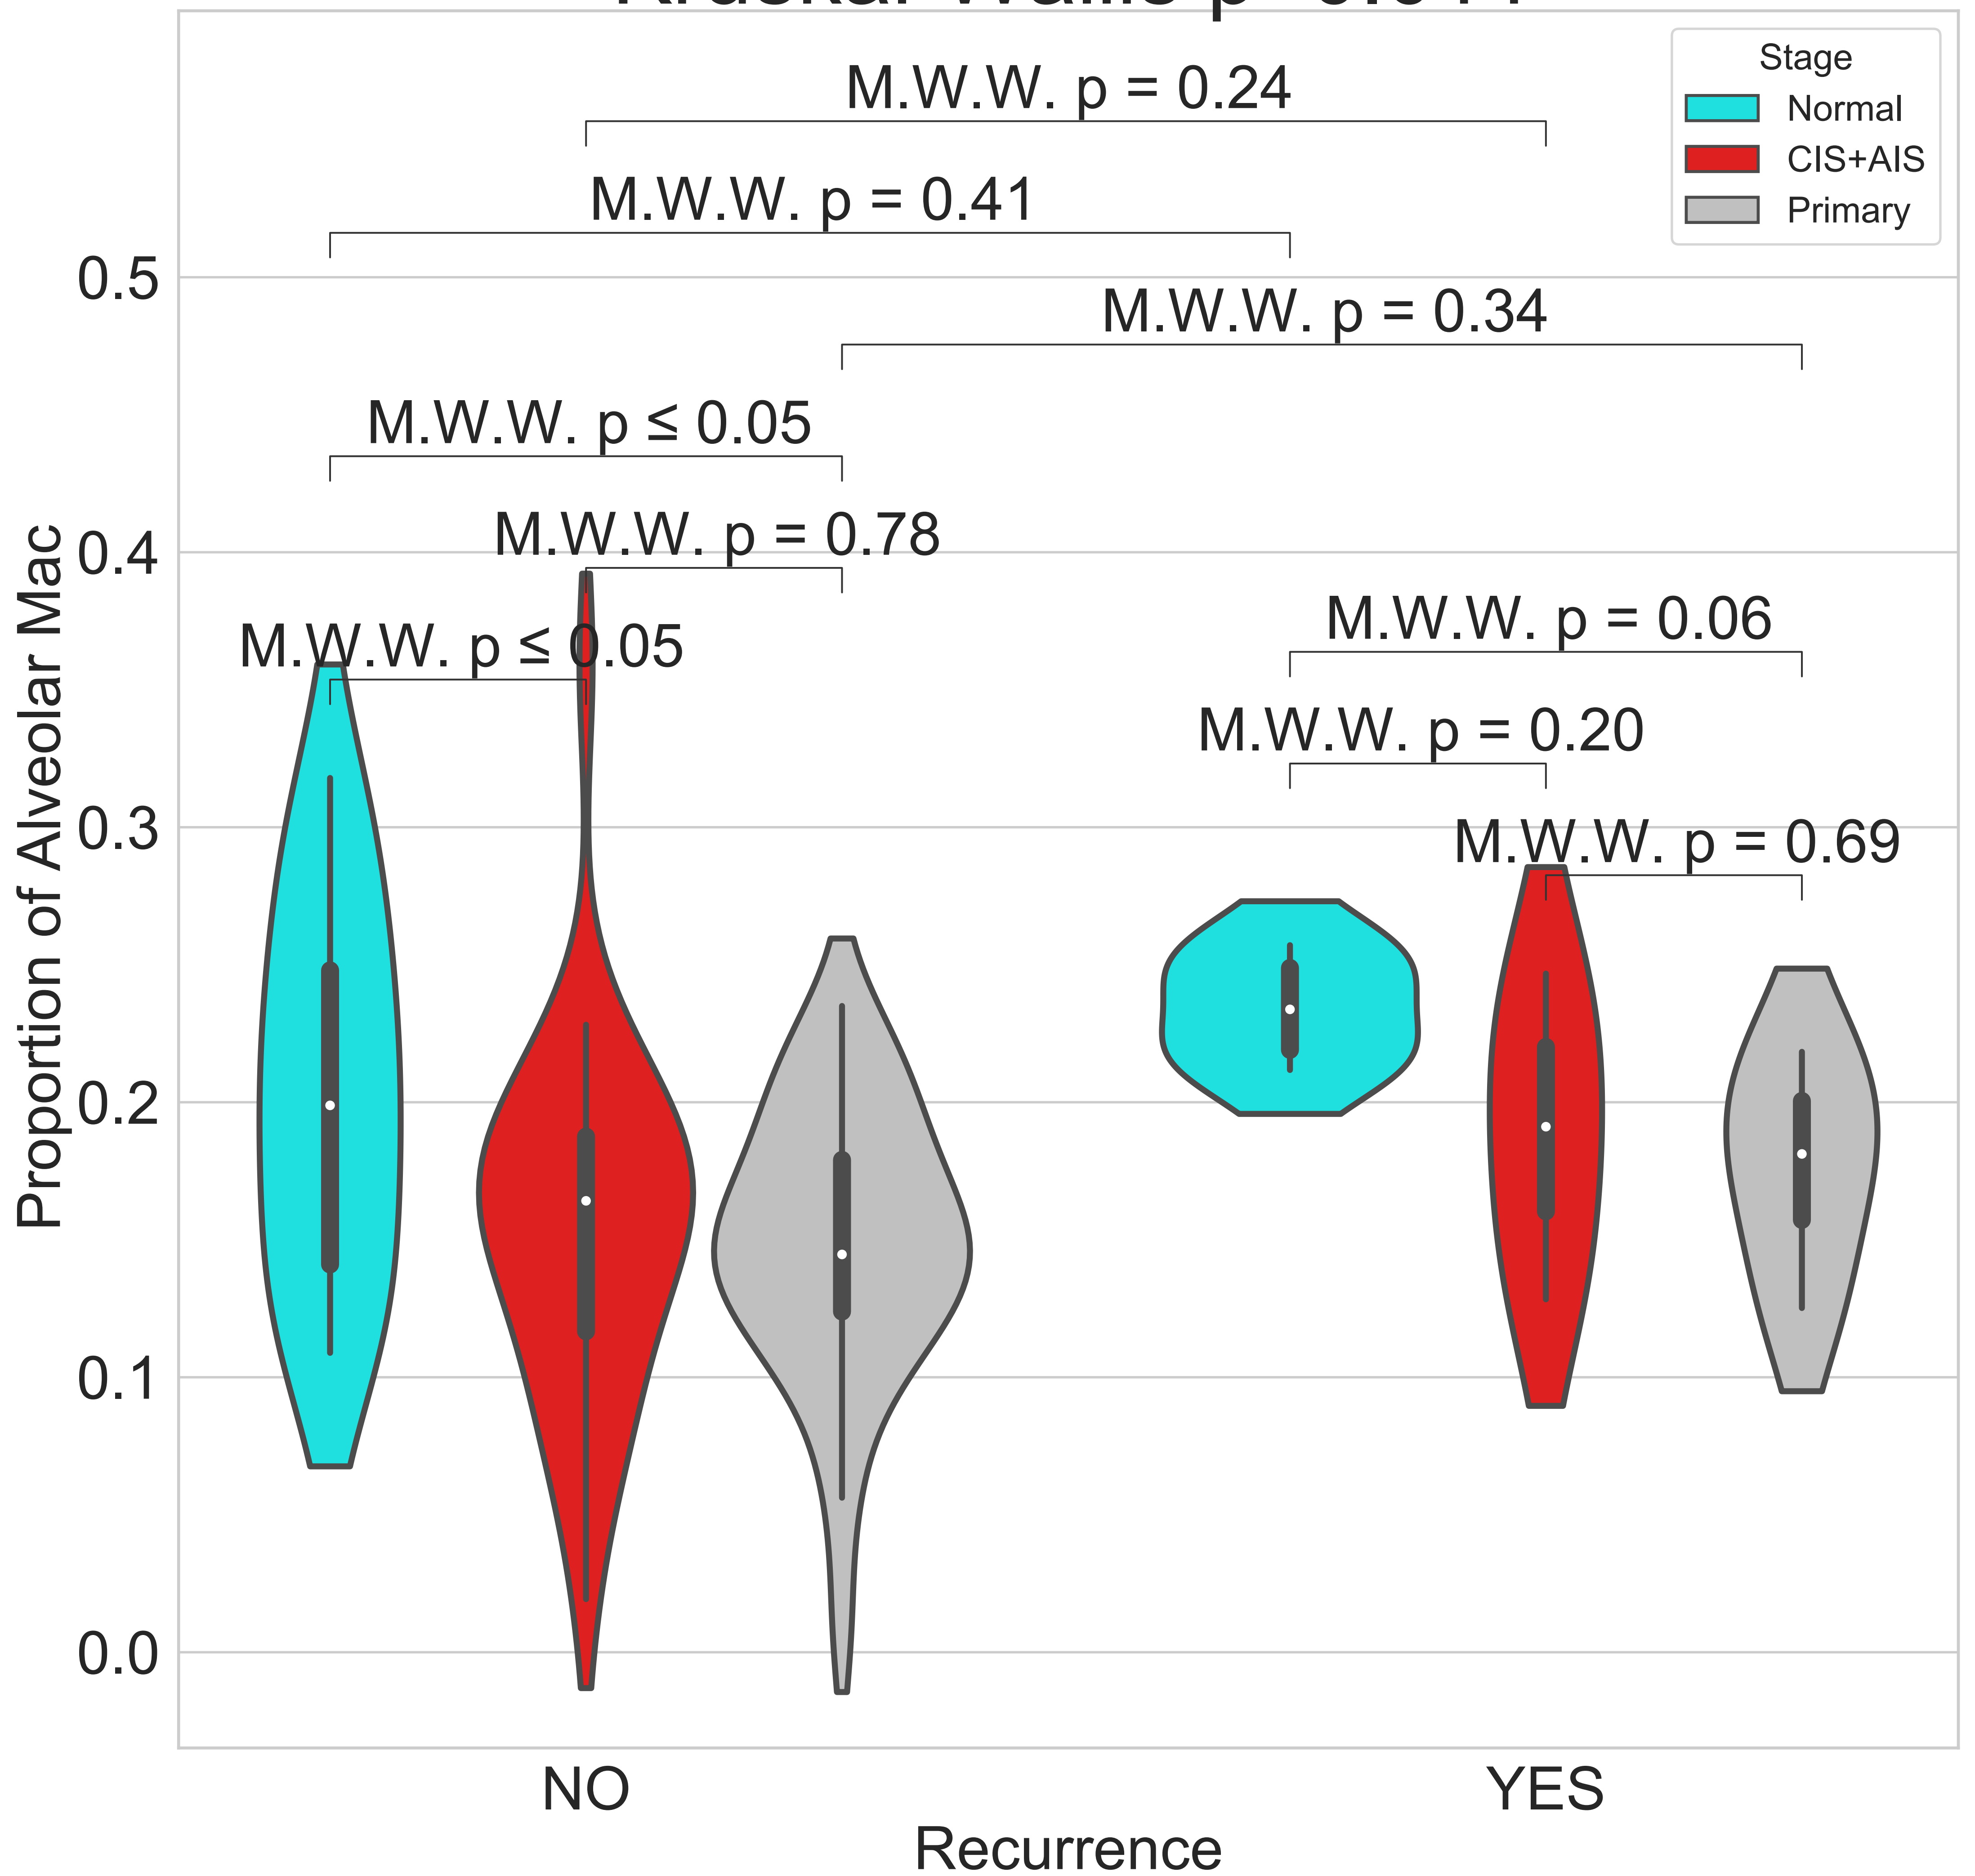 Stage
Normal
CIS+AIS
Primary
M.W.W. p = 0.24
M.W.W. p = 0.41
M.W.W. p = 0.34
M.W.W. p ≤ 0.05
M.W.W. p = 0.78
M.W.W. p ≤ 0.05
M.W.W. p = 0.06
M.W.W. p = 0.20
M.W.W. p = 0.69
Proportion of Alveolar Mac
0.5
0.4
0.3
0.2
0.1
0.0
NO
YES
Recurrence